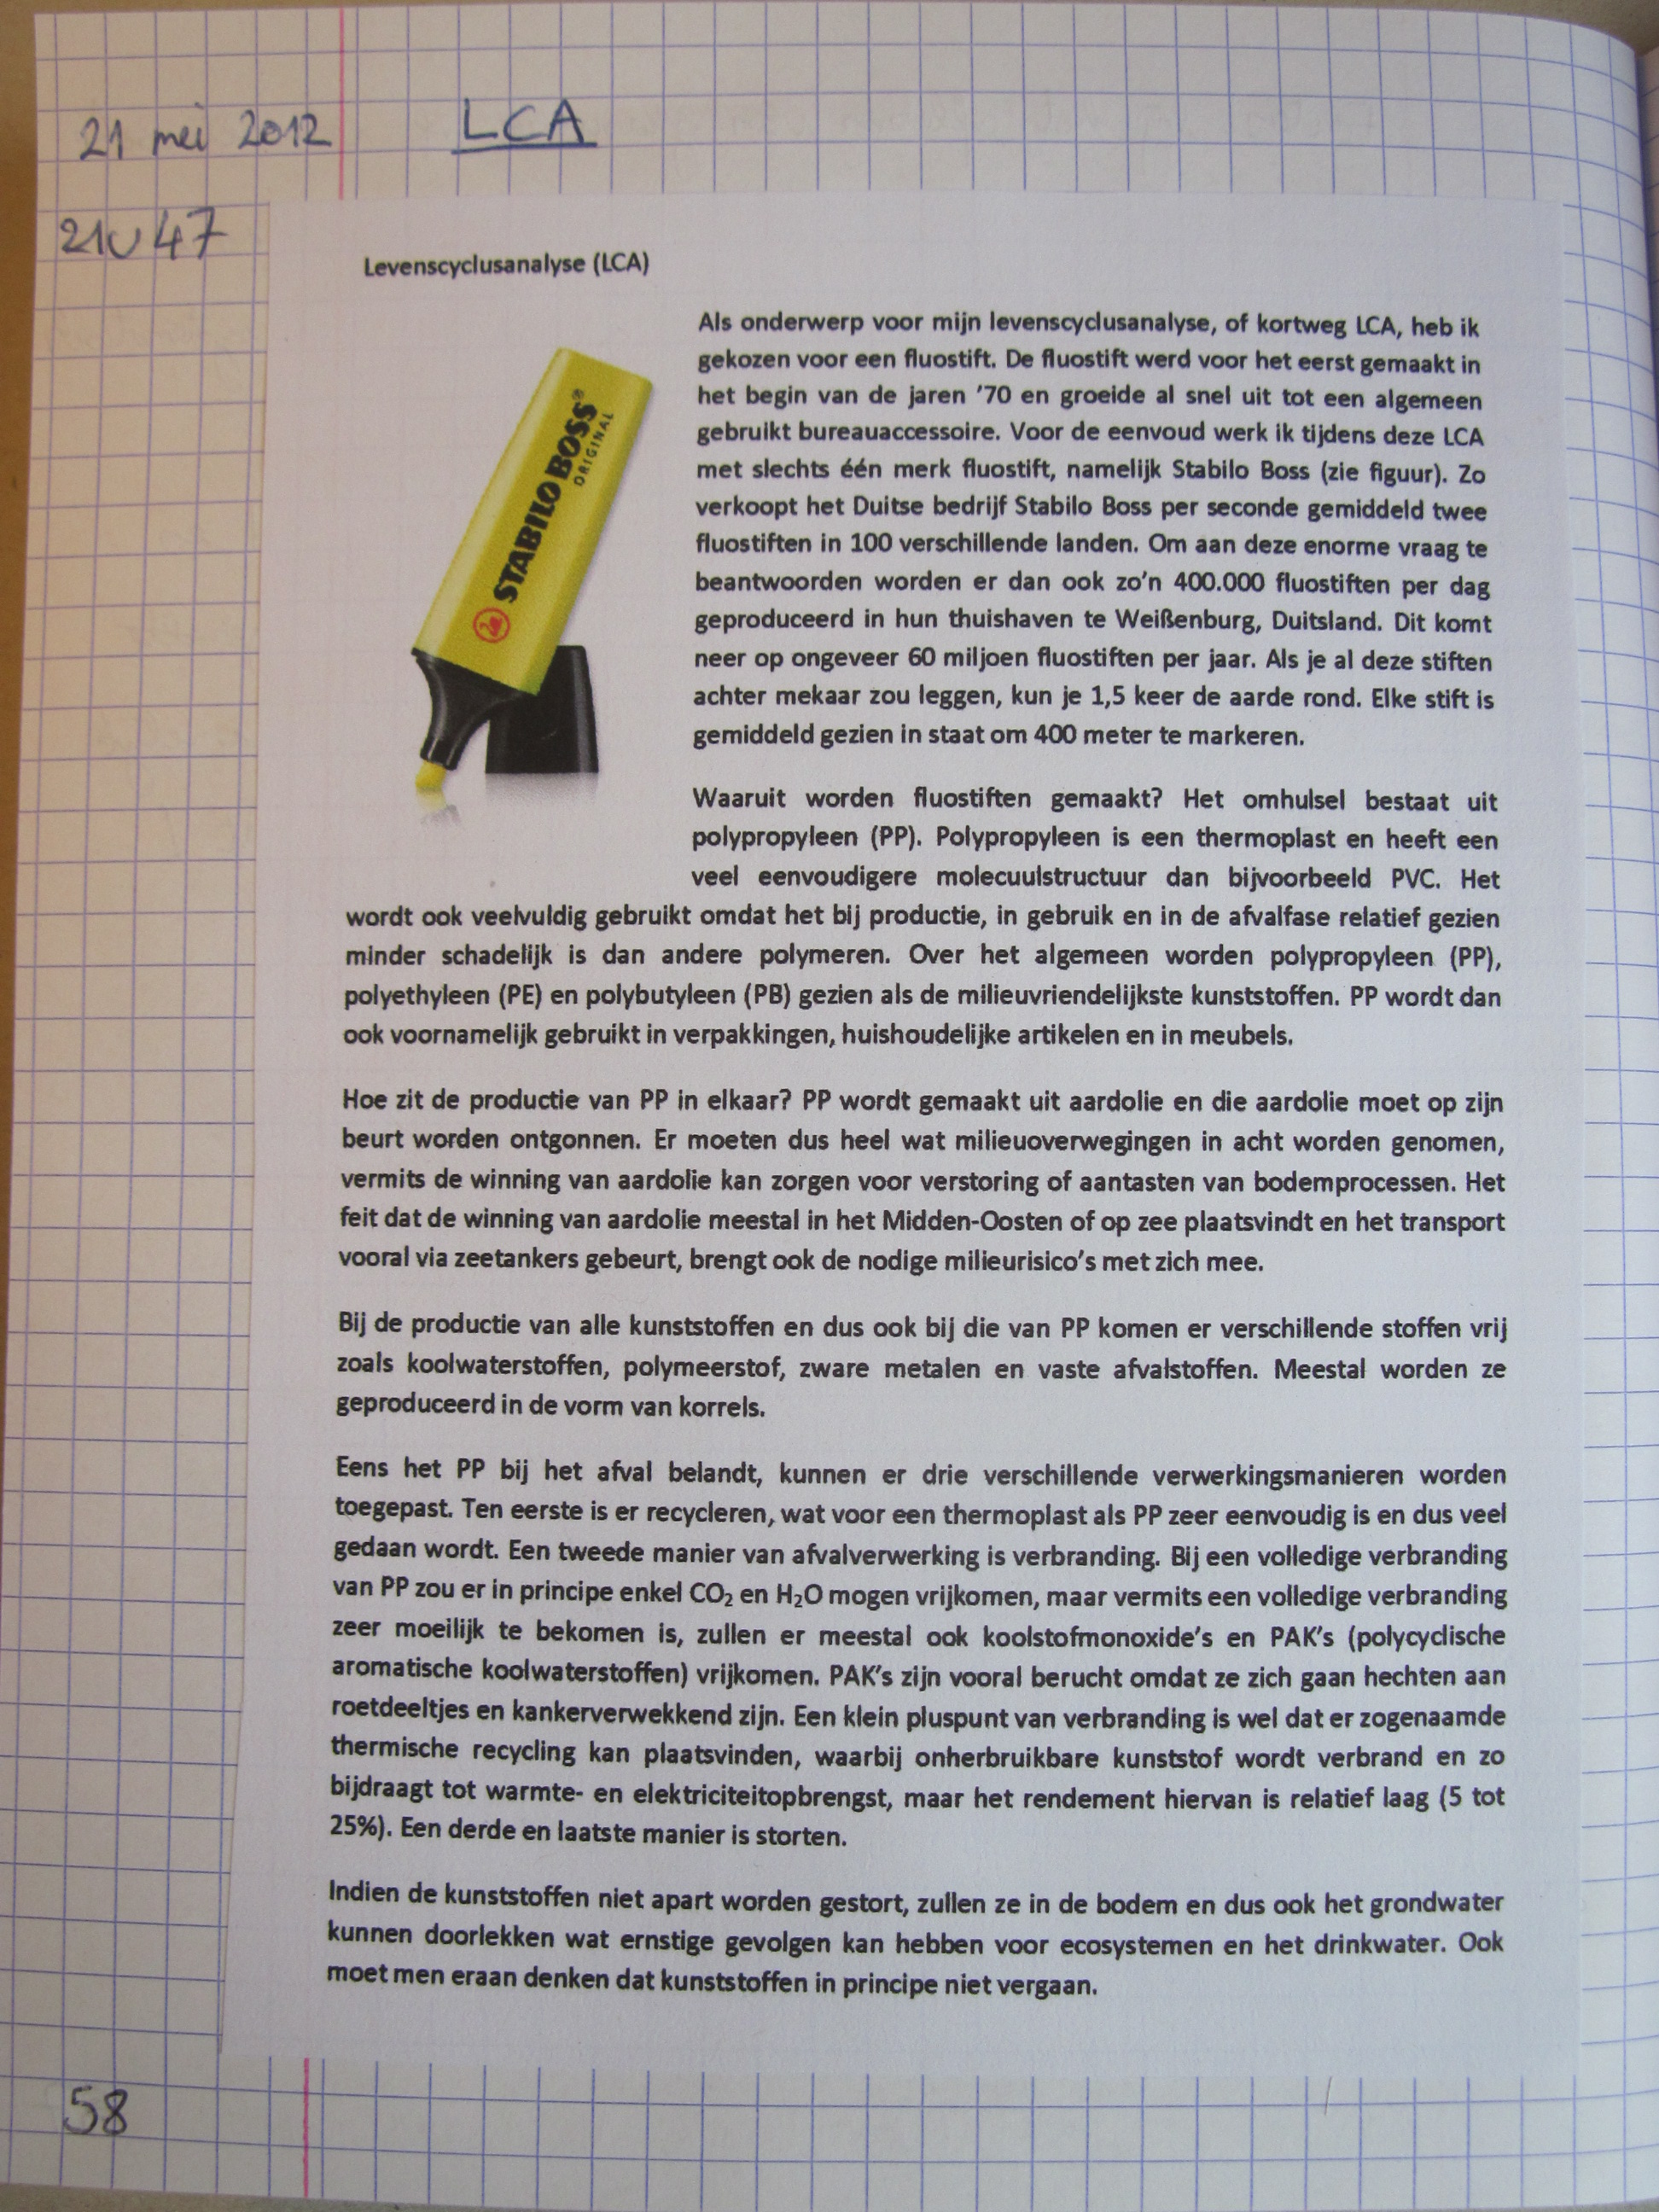 21 mei 2012 LCA
21u47
Levenscyclusanalyse (LCA)
STABILO BOSS®
ORIGINAL
Als onderwerp voor mijn levenscyclusanalyse, of kortweg LCA, heb ik
gekozen voor een fluostift. De fluostift werd voor het eerst gemaakt in
het begin van de jaren '70 en groeide al snel uit tot een algemeen
gebruikt bureauaccessoire. Voor de eenvoud werk ik tijdens deze LCA
met slechts één merk fluostift, namelijk Stabilo Boss (zie figuur). Zo
verkoopt het Duitse bedrijf Stabilo Boss per seconde gemiddeld twee
fluostiften in 100 verschillende landen. Om aan deze enorme vraag te
beantwoorden worden er dan ook zo'n 400.000 fluostiften per dag
geproduceerd in hun thuishaven te Weißenburg, Duitsland. Dit komt
neer op ongeveer 60 miljoen fluostiften per jaar. Als je al deze stiften
achter mekaar zou leggen, kun je 1,5 keer de aarde rond. Elke stift is
gemiddeld gezien in staat om 400 meter te markeren.
Waaruit worden fluostiften gemaakt? Het omhulsel bestaat uit
polypropyleen (PP). Polypropyleen is een thermoplast en heeft een
veel eenvoudigere molecuulstructuur dan bijvoorbeeld PVC. Het
wordt ook veelvuldig gebruikt omdat het bij productie, in gebruik en in de afvalfase relatief gezien
minder schadelijk is dan andere polymeren. Over het algemeen worden polypropyleen (PP),
polyethyleen (PE) en polybutyleen (PB) gezien als de milieuvriendelijkste kunststoffen. PP wordt dan
ook voornamelijk gebruikt in verpakkingen, huishoudelijke artikelen en in meubels.
Hoe zit de productie van PP in elkaar? PP wordt gemaakt uit aardolie en die aardolie moet op zijn
beurt worden ontgonnen. Er moeten dus heel wat milieuoverwegingen in acht worden genomen,
vermits de winning van aardolie kan zorgen voor verstoring of aantasten van bodemprocessen. Het
feit dat de winning van aardolie meestal in het Midden-Oosten of op zee plaatsvindt en het transport
vooral via zeetankers gebeurt, brengt ook de nodige milieurisico's met zich mee.
Bij de productie van alle kunststoffen en dus ook bij die van PP komen er verschillende stoffen vrij
zoals koolwaterstoffen, polymeerstof, zware metalen en vaste afvalstoffen. Meestal worden ze
geproduceerd in de vorm van korrels.
Eens het PP bij het afval belandt, kunnen er drie verschillende verwerkingsmanieren worden
toegepast. Ten eerste is er recycleren, wat voor een thermoplast als PP zeer eenvoudig is en dus veel
gedaan wordt. Een tweede manier van afvalverwerking is verbranding. Bij een volledige verbranding
van PP zou er in principe enkel CO₂ en H₂O mogen vrijkomen, maar vermits een volledige verbranding
zeer moeilijk te bekomen is, zullen er meestal ook koolstofmonoxide's en PAK's (polycyclische
aromatische koolwaterstoffen) vrijkomen. PAK's zijn vooral berucht omdat ze zich gaan hechten aan
roetdeeltjes en kankerverwekkend zijn. Een klein pluspunt van verbranding is wel dat er zogenaamde
thermische recycling kan plaatsvinden, waarbij onherbruikbare kunststof wordt verbrand en zo
bijdraagt tot warmte- en elektriciteitopbrengst, maar het rendement hiervan is relatief laag (5 tot
25%). Een derde en laatste manier is storten.
Indien de kunststoffen niet apart worden gestort, zullen ze in de bodem en dus ook het grondwater
kunnen doorlekken wat ernstige gevolgen kan hebben voor ecosystemen en het drinkwater. Ook
moet men eraan denken dat kunststoffen in principe niet vergaan.
58